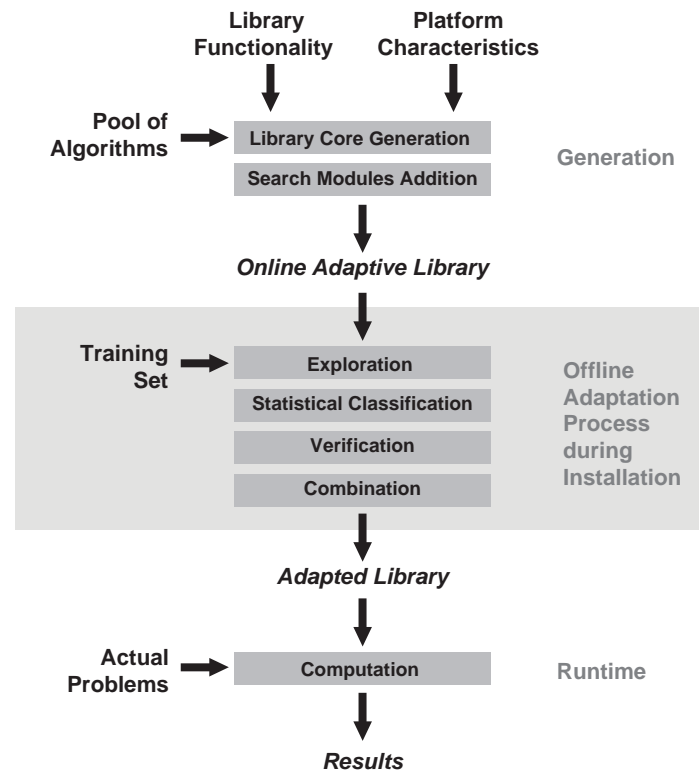 Library
Functionality
Platform
Characteristics
Pool of
Algorithms
Library Core Generation
Search Modules Addition
Generation
Online Adaptive Library
Training
Set
Exploration
Statistical Classification
Verification
Combination
Offline
Adaptation
Process
during
Installation
Adapted Library
Actual
Problems
Computation
Runtime
Results